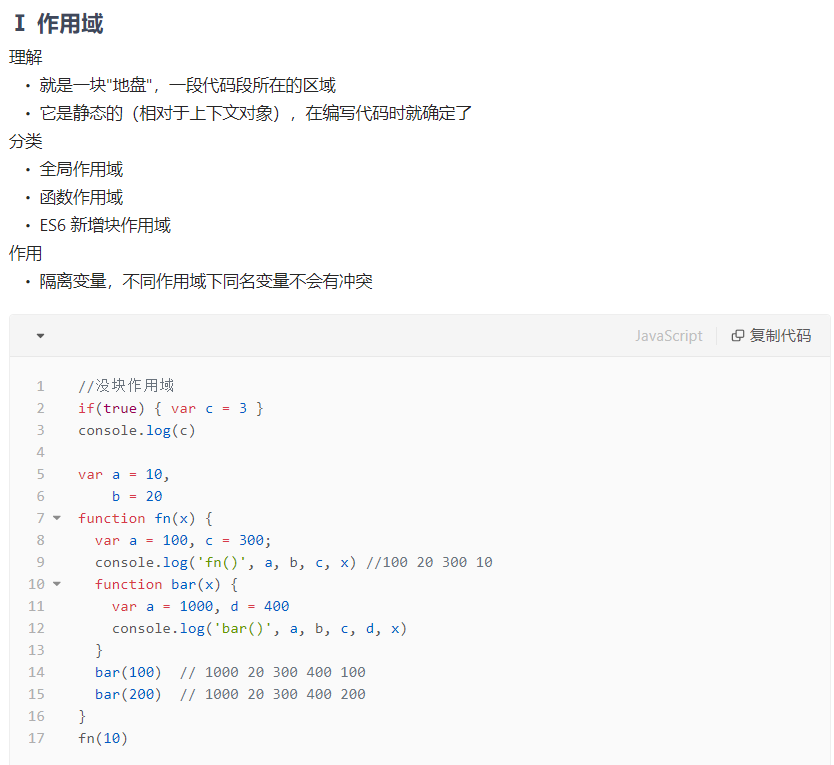 I 作用域
理解
• 就是一块"地盘"，一段代码段所在的区域
• 它是静态的（相对于上下文对象），在编写代码时就确定了
分类
• 全局作用域
• 函数作用域
• ES6 新增块作用域
作用
• 隔离变量，不同作用域下同名变量不会有冲突
JavaScript 复制代码
1 //没块作用域
2 if(true) { var c = 3 }
3 console.log(c)
4
5 var a = 10,
6     b = 20
7 function fn(x) {
8   var a = 100, c = 300;
9   console.log('fn()', a, b, c, x) //100 20 300 10
10   function bar(x) {
11     var a = 1000, d = 400
12     console.log('bar()', a, b, c, d, x)
13   }
14   bar(100)  // 1000 20 300 400 100
15   bar(200)  // 1000 20 300 400 200
16 }
17 fn(10)